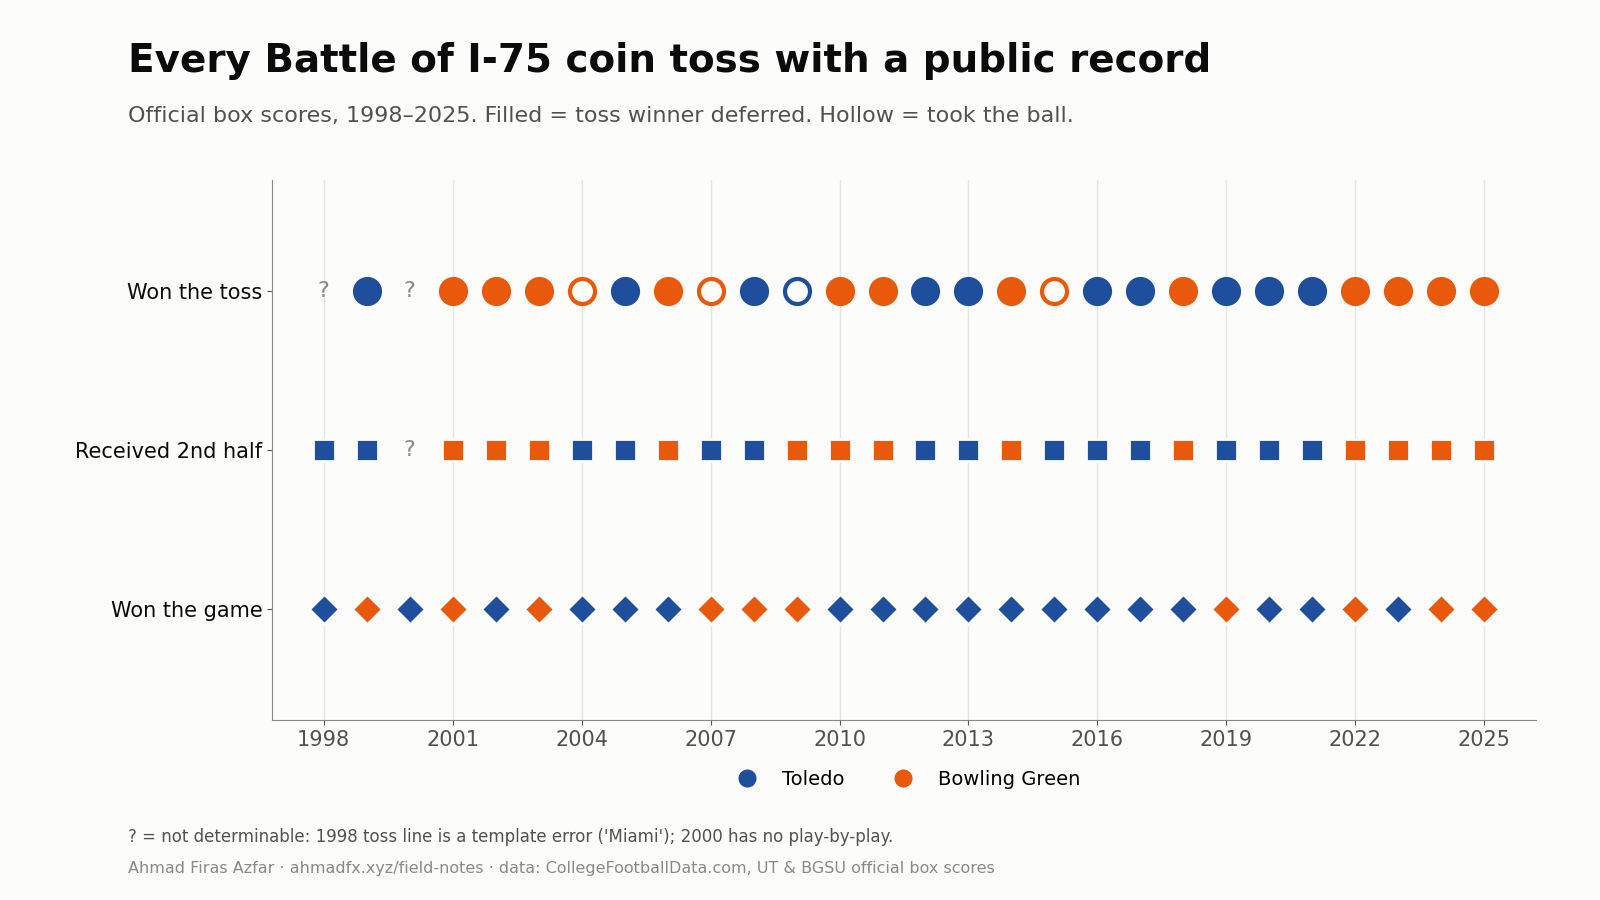 Every Battle of I-75 coin toss with a public record
Official box scores, 1998–2025. Filled = toss winner deferred. Hollow = took the ball.
Won the toss
? ?
Received 2nd half
?
Won the game
1998 2001 2004 2007 2010 2013 2016 2019 2022 2025
Toledo Bowling Green
? = not determinable: 1998 toss line is a template error ('Miami'); 2000 has no play-by-play.
Ahmad Firas Azfar · ahmadfx.xyz/field-notes · data: CollegeFootballData.com, UT & BGSU official box scores